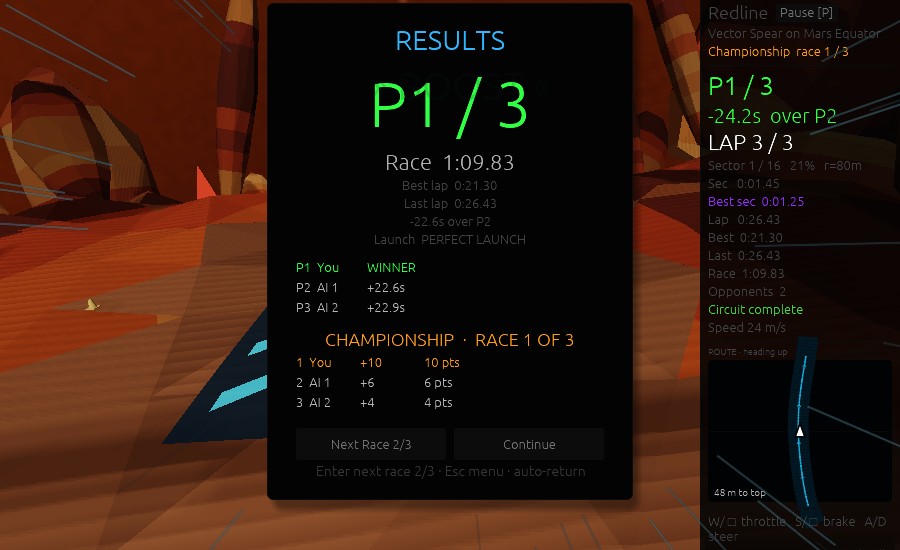 RESULTS
P1 / 3
Race 1:09.83
Best lap 0:21.30
Last lap 0:26.43
-22.6s over P2
Launch PERFECT LAUNCH
P1 You WINNER
P2 AI 1 +22.6s
P3 AI 2 +22.9s
CHAMPIONSHIP · RACE 1 OF 3
1 You +10 10 pts
2 AI 1 +6 6 pts
3 AI 2 +4 4 pts
Next Race 2/3 Continue
Enter next race 2/3 · Esc menu · auto-return
Redline Pause [P]
Vector Spear on Mars Equator
Championship race 1 / 3
P1 / 3
-24.2s over P2
LAP 3 / 3
Sector 1 / 16 21% r=80m
Sec 0:01.45
Best sec 0:01.25
Lap 0:26.43
Best 0:21.30
Last 0:26.43
Race 1:09.83
Opponents 2
Circuit complete
Speed 24 m/s
ROUTE · heading up
48 m to top
W/□ throttle S/□ brake A/D
steer